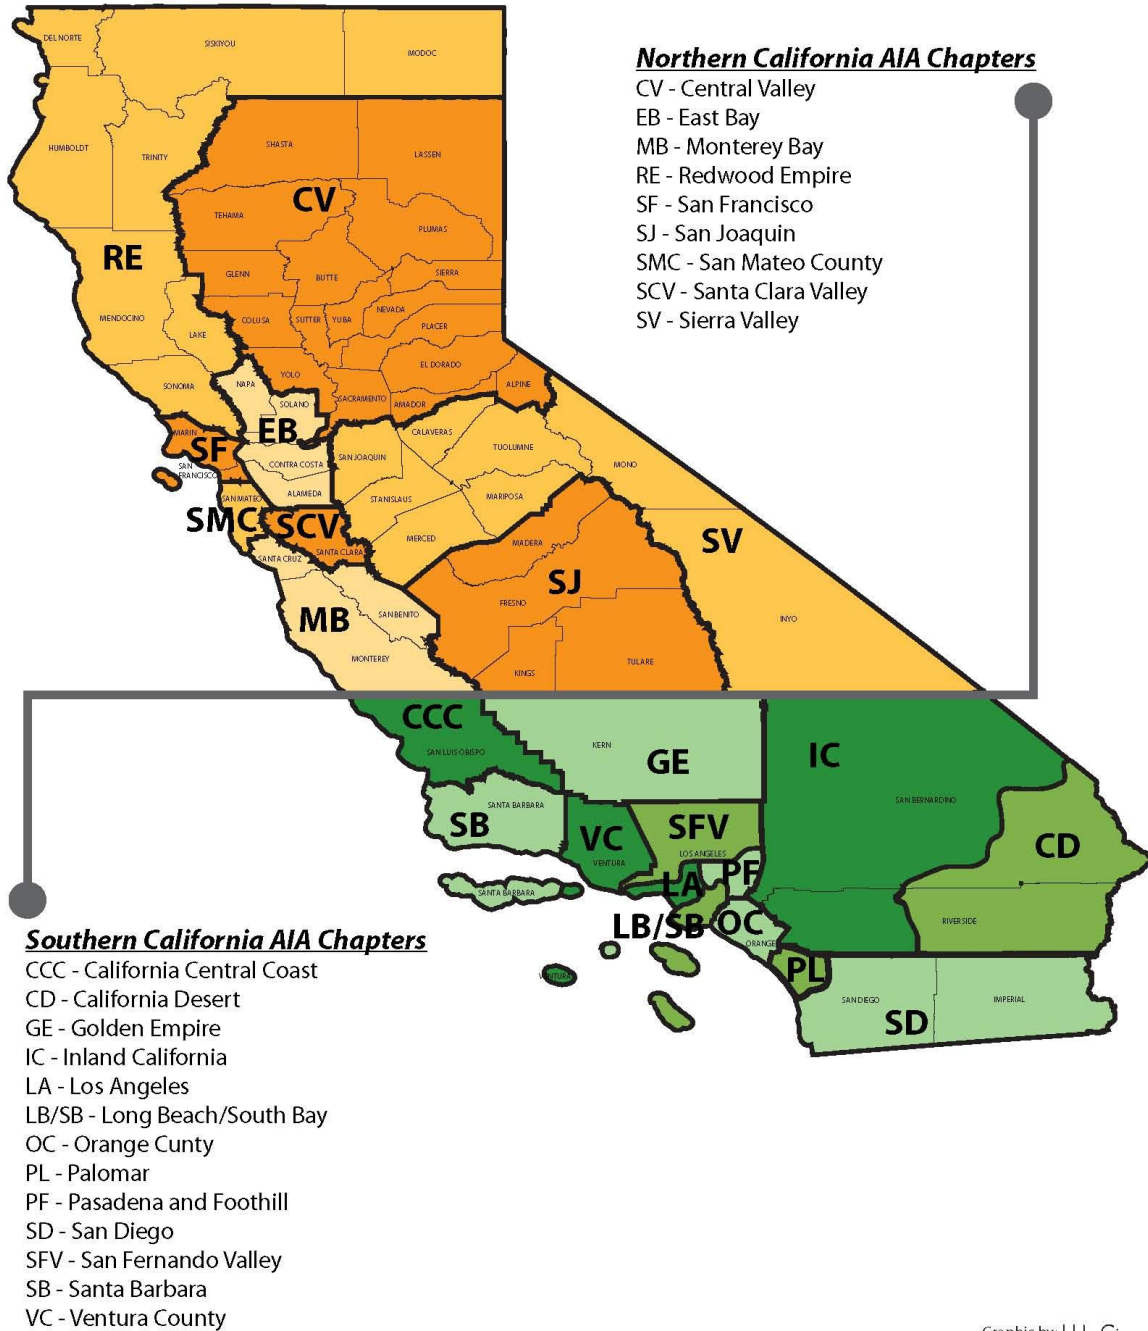 Northern California AIA Chapters
CV - Central Valley
EB - East Bay
MB - Monterey Bay
RE - Redwood Empire
SF - San Francisco
SJ - San Joaquin
SMC - San Mateo County
SCV - Santa Clara Valley
SV - Sierra Valley
DEL NORTE
SISKIYOU
MODOC
HUMBOLDT
TRINITY
SHASTA
LASSEN
CV
TEHAMA
PLUMAS
RE
GLENN
BUTTE
SIERRA
MENDOCINO
COLUSA
SUTTER
YUBA
NEVADA
PLACER
LAKE
YOLO
EL DORADO
SONOMA
NAPA
SOLANO
SACRAMENTO
AMADOR
ALPINE
MARIN
SF
EB
CALAVERAS
TUOLUMNE
SAN
FRANCISCO
CONTRA COSTA
SAN JOAQUIN
MONO
SAN MATEO
ALAMEDA
STANISLAUS
MARIPOSA
SMC
SCV
SANTA CLARA
MERCED
MADERA
SV
SANTA CRUZ
SJ
FRESNO
MB
SAN BENITO
INYO
MONTEREY
KINGS
TULARE
CCC
SAN LUIS OBISPO
KERN
GE
IC
SAN BERNARDINO
SANTA BARBARA
SB
VC
VENTURA
SFV
LOS ANGELES
CD
PF
LA
SANTA BARBARA
LB/SB
OC
ORANGE
RIVERSIDE
VENTURA
PL
SAN DIEGO
IMPERIAL
SD
Southern California AIA Chapters
CCC - California Central Coast
CD - California Desert
GE - Golden Empire
IC - Inland California
LA - Los Angeles
LB/SB - Long Beach/South Bay
OC - Orange Cunty
PL - Palomar
PF - Pasadena and Foothill
SD - San Diego
SFV - San Fernando Valley
SB - Santa Barbara
VC - Ventura County
Graphic by: